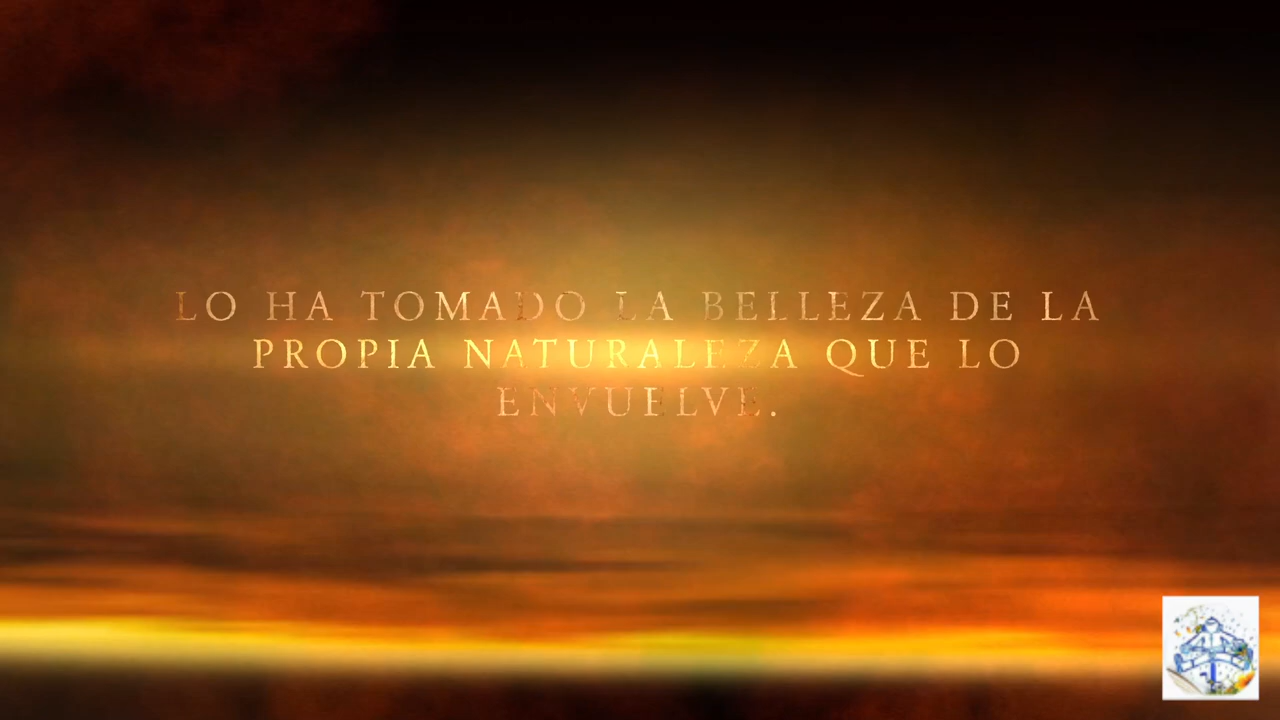 LO HA TOMADO LA BELLEZA DE LA
PROPIA NATURALEZA QUE LO
ENVUELVE.